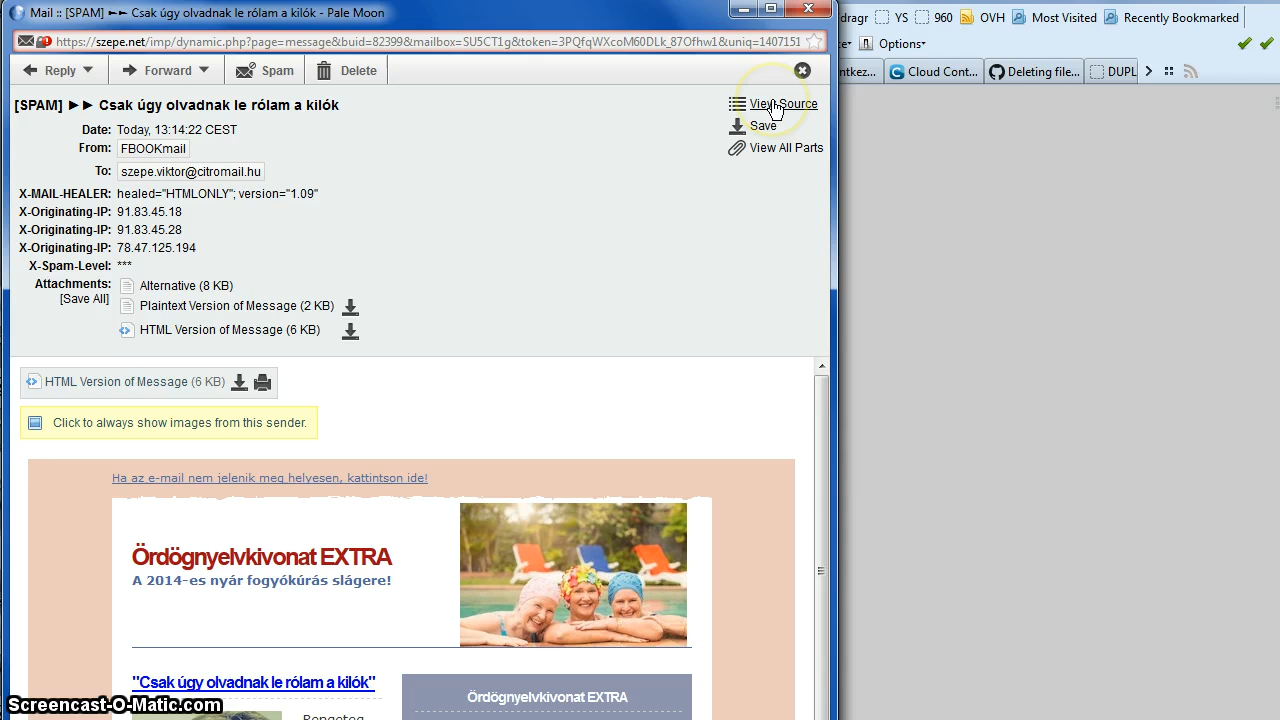 Mail :: [SPAM] ►► Csak úgy olvadnak le rólam a kilók - Pale Moon
https://szepe.net/imp/dynamic.php?page=message&buid=82399&mailbox=SU5CT1g&token=3PQfqWXcoM60DLk_87Ofhw1&uniq=1407151
Reply
Forward
Spam
Delete
[SPAM] ►► Csak úgy olvadnak le rólam a kilók
View Source
Save
View All Parts
Date: Today, 13:14:22 CEST
From: FBOOKmail
To: szepe.viktor@citromail.hu
X-MAIL-HEALER: healed="HTMLONLY"; version="1.09"
X-Originating-IP: 91.83.45.18
X-Originating-IP: 91.83.45.28
X-Originating-IP: 78.47.125.194
X-Spam-Level: ***
Attachments: Alternative (8 KB)
[Save All]
Plaintext Version of Message (2 KB)
HTML Version of Message (6 KB)
HTML Version of Message (6 KB)
Click to always show images from this sender.
Ha az e-mail nem jelenik meg helyesen, kattintson ide!
Ördögnyelvkivonat EXTRA
A 2014-es nyár fogyókúrás slágere!
"Csak úgy olvadnak le rólam a kilók"
Ördögnyelvkivonat EXTRA
Rengeteg
Screencast-O-Matic.com
dragr YS 960 OVH Most Visited Recently Bookmarked
Options
ntkez... Cloud Cont... Deleting file... DUPL